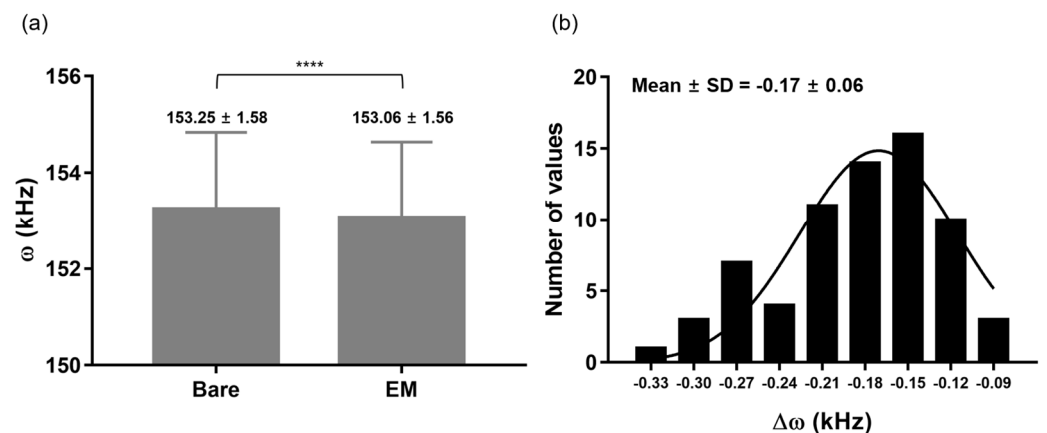 (a)
****
153.25 ± 1.58
153.06 ± 1.56
156
154
152
150
ω (kHz)
Bare
EM
(b)
Mean ± SD = -0.17 ± 0.06
20
15
10
5
0
Number of values
-0.33 -0.30 -0.27 -0.24 -0.21 -0.18 -0.15 -0.12 -0.09
Δω (kHz)